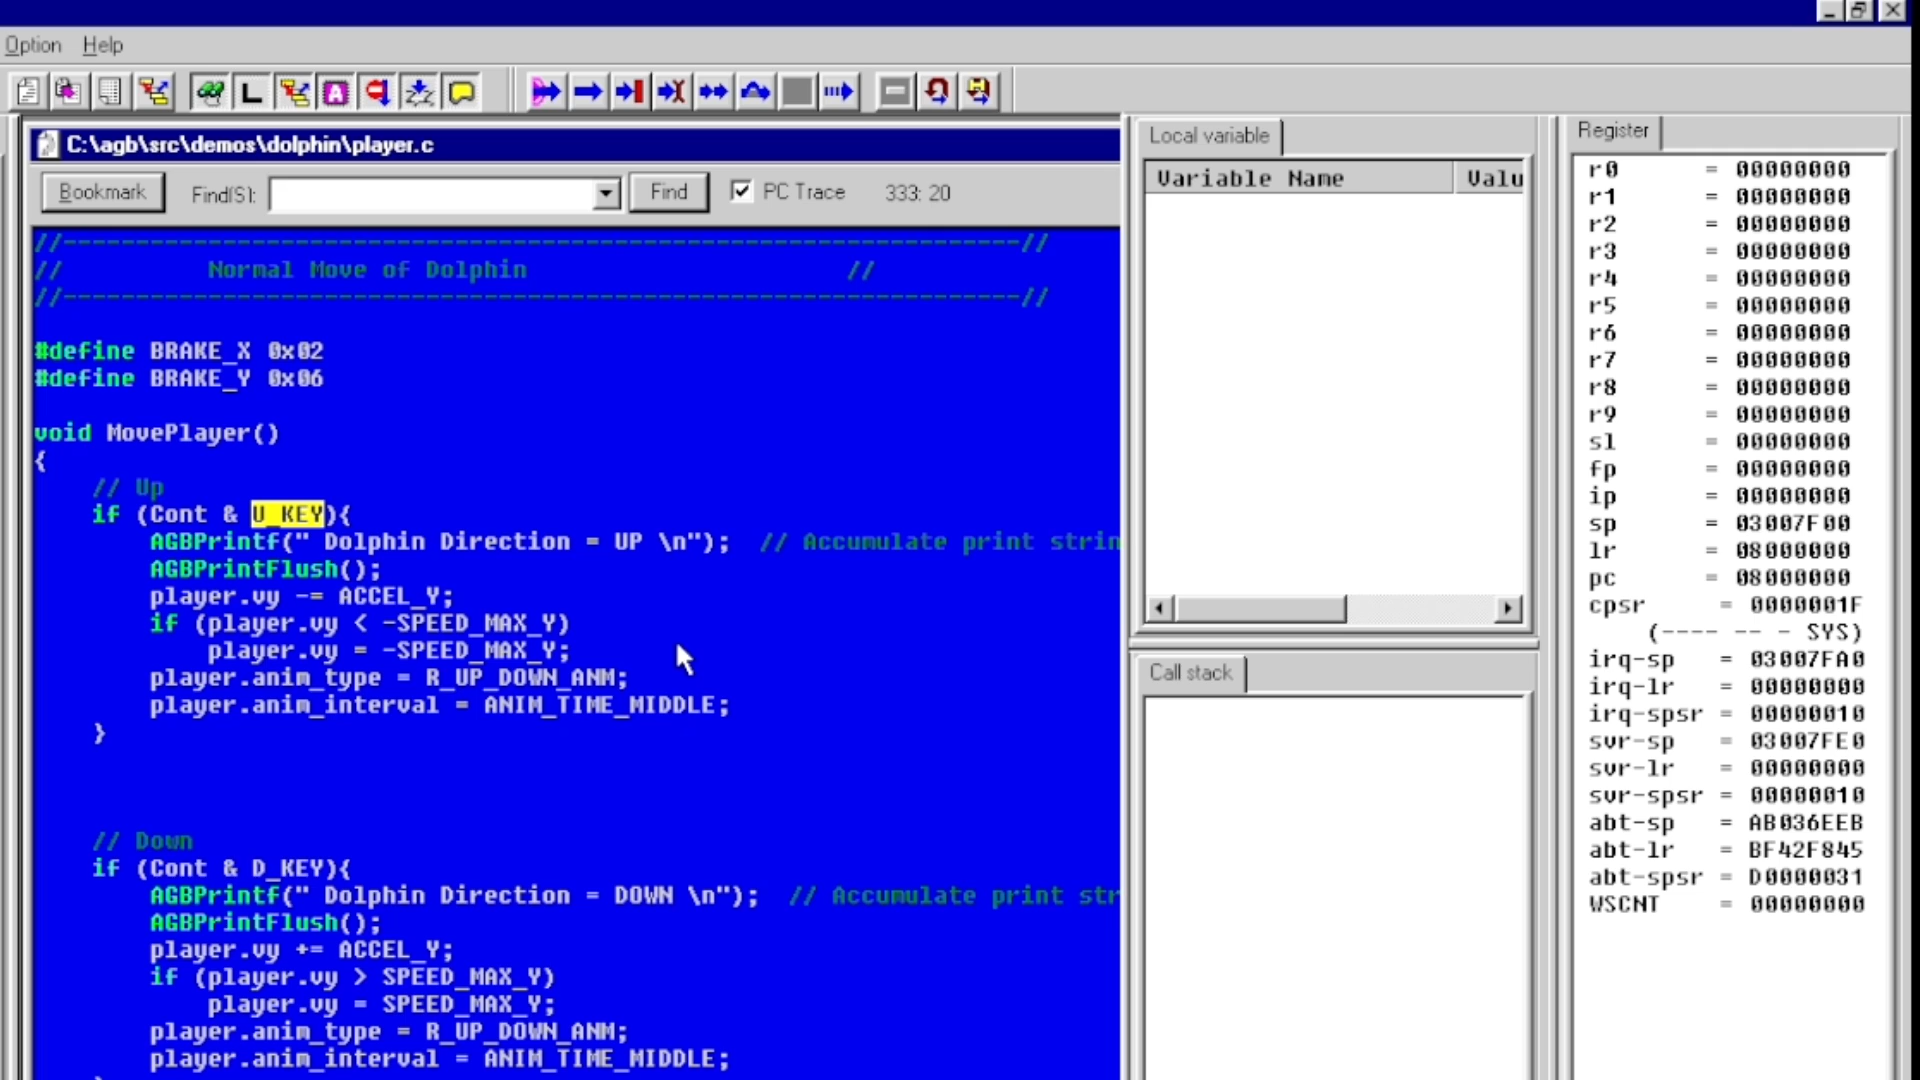 Option Help
C:\agb\src\demos\dolphin\player.c
Bookmark Find(S): Find PC Trace 333: 20
//------------------------------------------------------------------//
// Normal Move of Dolphin //
//------------------------------------------------------------------//
#define BRAKE_X 0x02
#define BRAKE_Y 0x06
void MovePlayer()
{
// Up
if (Cont & U_KEY){
AGBPrintf(" Dolphin Direction = UP \n"); // Accumulate print strin
AGBPrintFlush();
player.vy -= ACCEL_Y;
if (player.vy < -SPEED_MAX_Y)
player.vy = -SPEED_MAX_Y;
player.anim_type = R_UP_DOWN_ANM;
player.anim_interval = ANIM_TIME_MIDDLE;
}
// Down
if (Cont & D_KEY){
AGBPrintf(" Dolphin Direction = DOWN \n"); // Accumulate print str
AGBPrintFlush();
player.vy += ACCEL_Y;
if (player.vy > SPEED_MAX_Y)
player.vy = SPEED_MAX_Y;
player.anim_type = R_UP_DOWN_ANM;
player.anim_interval = ANIM_TIME_MIDDLE;
Local variable
Variable Name Valu
Call stack
Register
r0 = 00000000
r1 = 00000000
r2 = 00000000
r3 = 00000000
r4 = 00000000
r5 = 00000000
r6 = 00000000
r7 = 00000000
r8 = 00000000
r9 = 00000000
sl = 00000000
fp = 00000000
ip = 00000000
sp = 03007F00
lr = 08000000
pc = 08000000
cpsr = 0000001F
(---- -- - SYS)
irq-sp = 03007FA0
irq-lr = 00000000
irq-spsr = 00000010
svr-sp = 03007FE0
svr-lr = 00000000
svr-spsr = 00000010
abt-sp = AB036EEB
abt-lr = BF42F845
abt-spsr = D0000031
WSCNT = 00000000